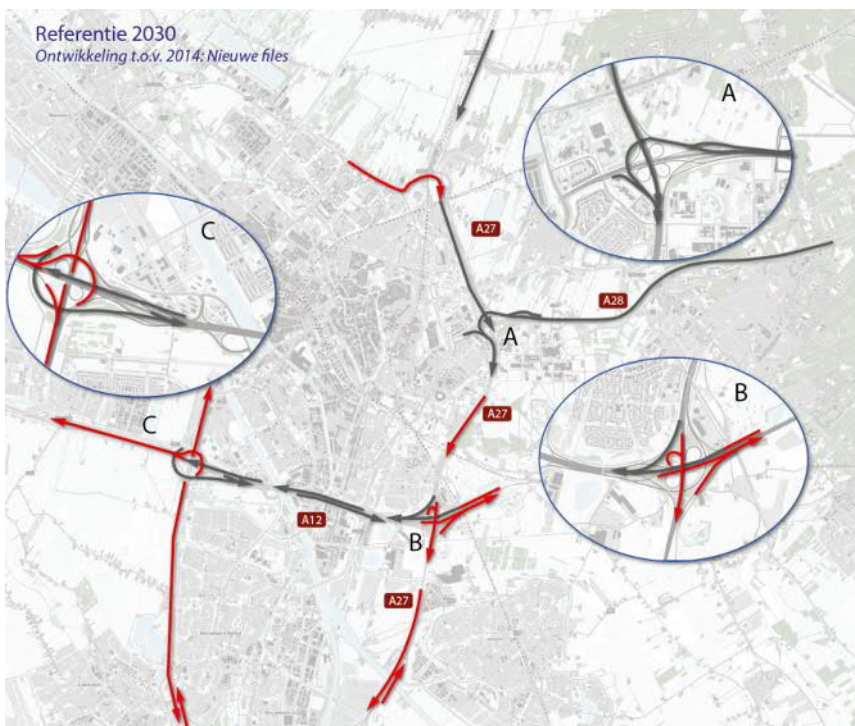 Referentie 2030
Ontwikkeling t.o.v. 2014: Nieuwe files
A
C
A27
A28
A
A27
B
C
A12
B
A27